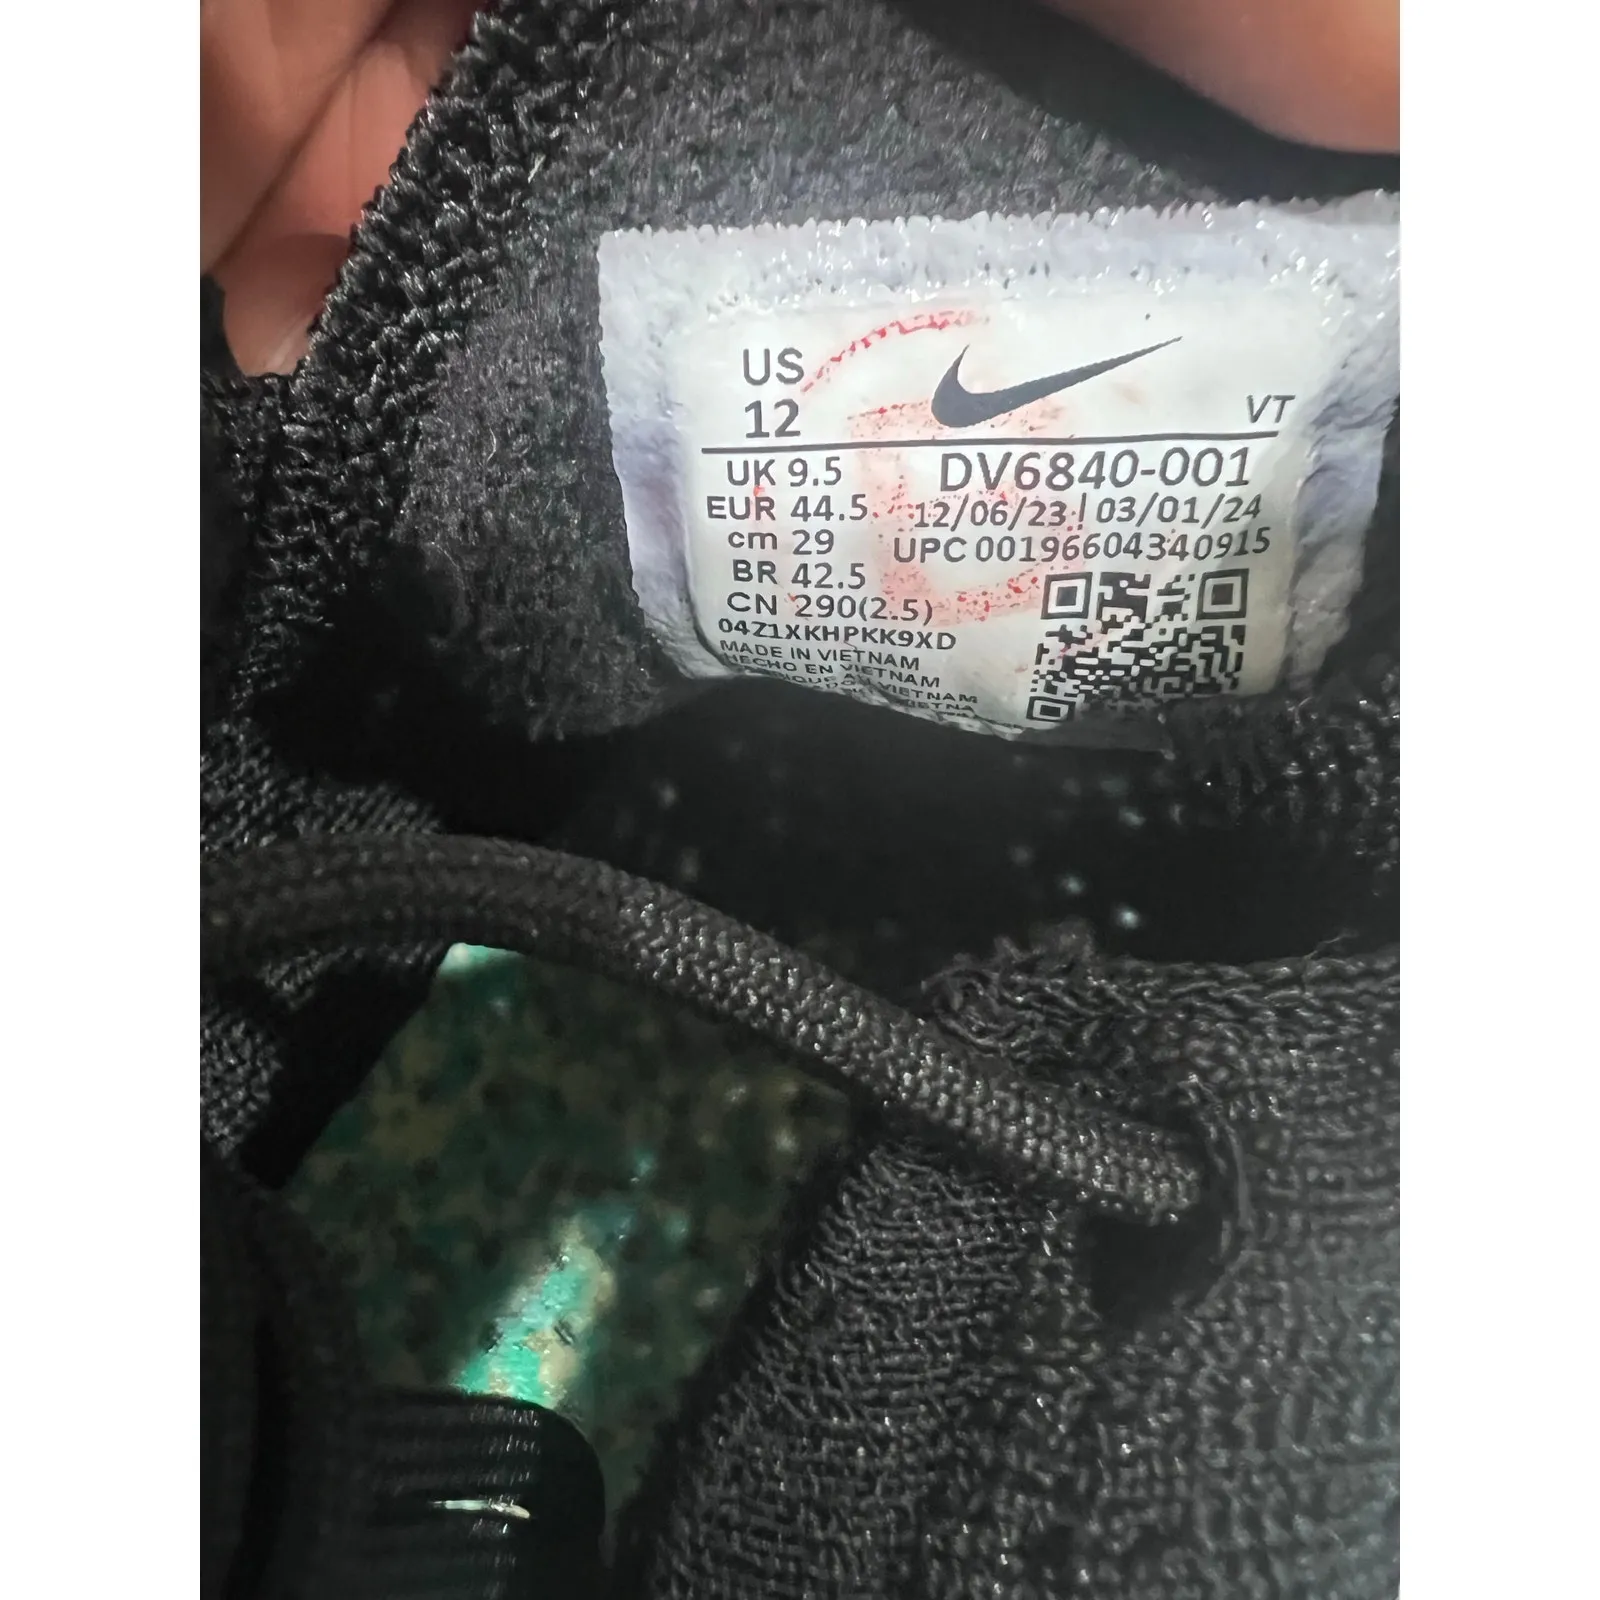 US
12
VT
UK 9.5
DV6840-001
EUR 44.5
12/06/23 | 03/01/24
cm 29
UPC 00196604340915
BR 42.5
CN 290(2.5)
04Z1XKHPKK9XD
MADE IN VIETNAM
HECHO EN VIETNAM
VIETNAM